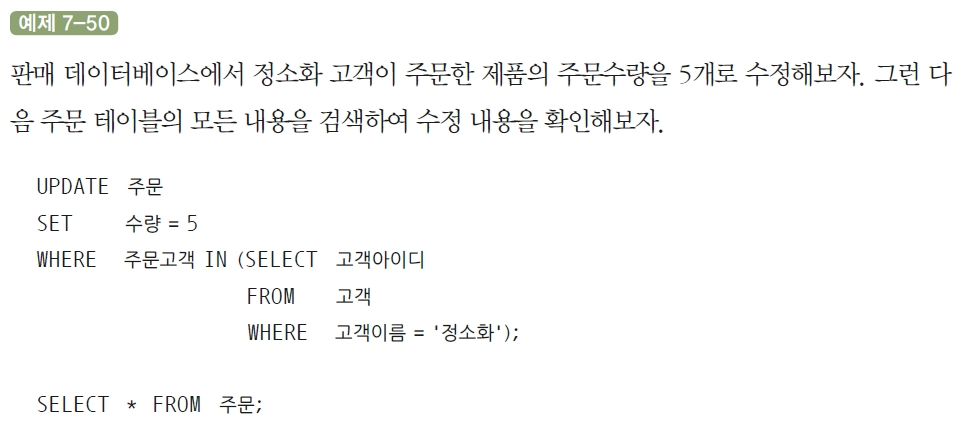 예제 7-50
판매 데이터베이스에서 정소화 고객이 주문한 제품의 주문수량을 5개로 수정해보자. 그런 다
음 주문 테이블의 모든 내용을 검색하여 수정 내용을 확인해보자.
UPDATE 주문
SET 수량 = 5
WHERE 주문고객 IN (SELECT 고객아이디
FROM 고객
WHERE 고객이름 = '정소화');
SELECT * FROM 주문;